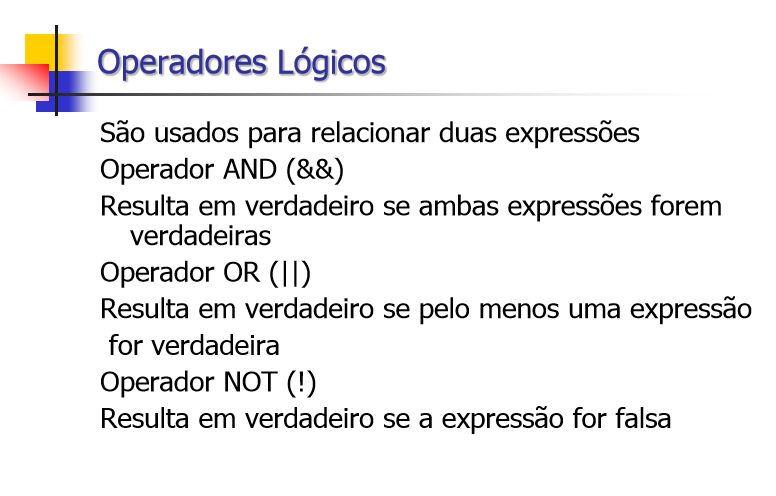 Operadores Lógicos
São usados para relacionar duas expressões
Operador AND (&&)
Resulta em verdadeiro se ambas expressões forem
verdadeiras
Operador OR (||)
Resulta em verdadeiro se pelo menos uma expressão
for verdadeira
Operador NOT (!)
Resulta em verdadeiro se a expressão for falsa